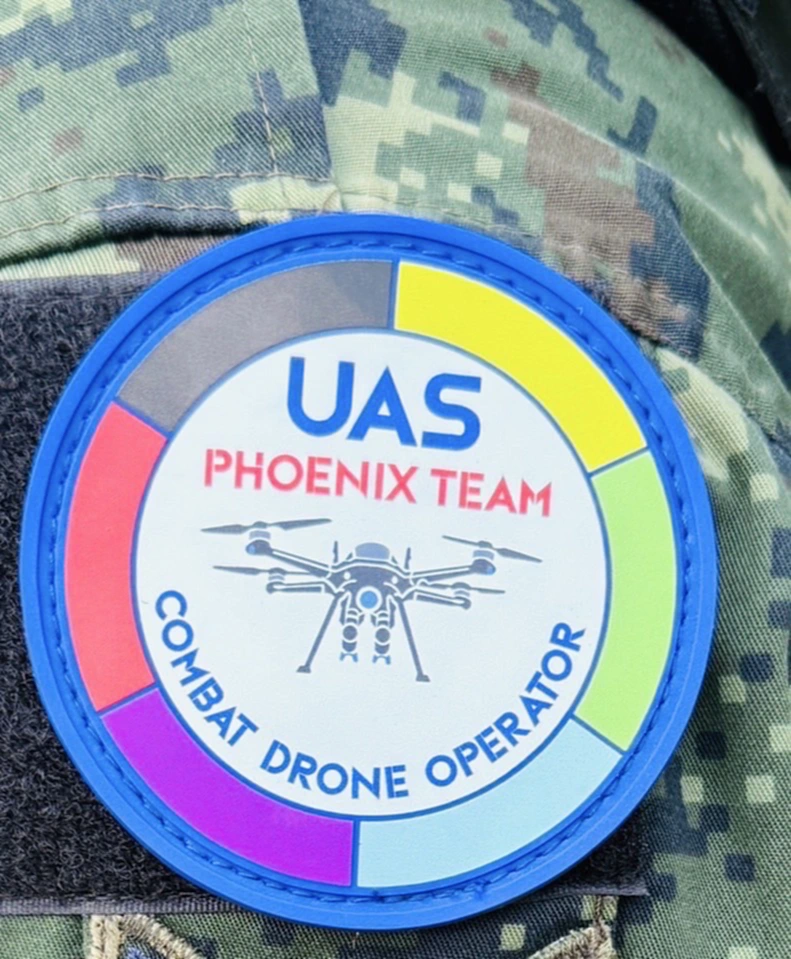 UAS
PHOENIX TEAM
COMBAT DRONE OPERATOR